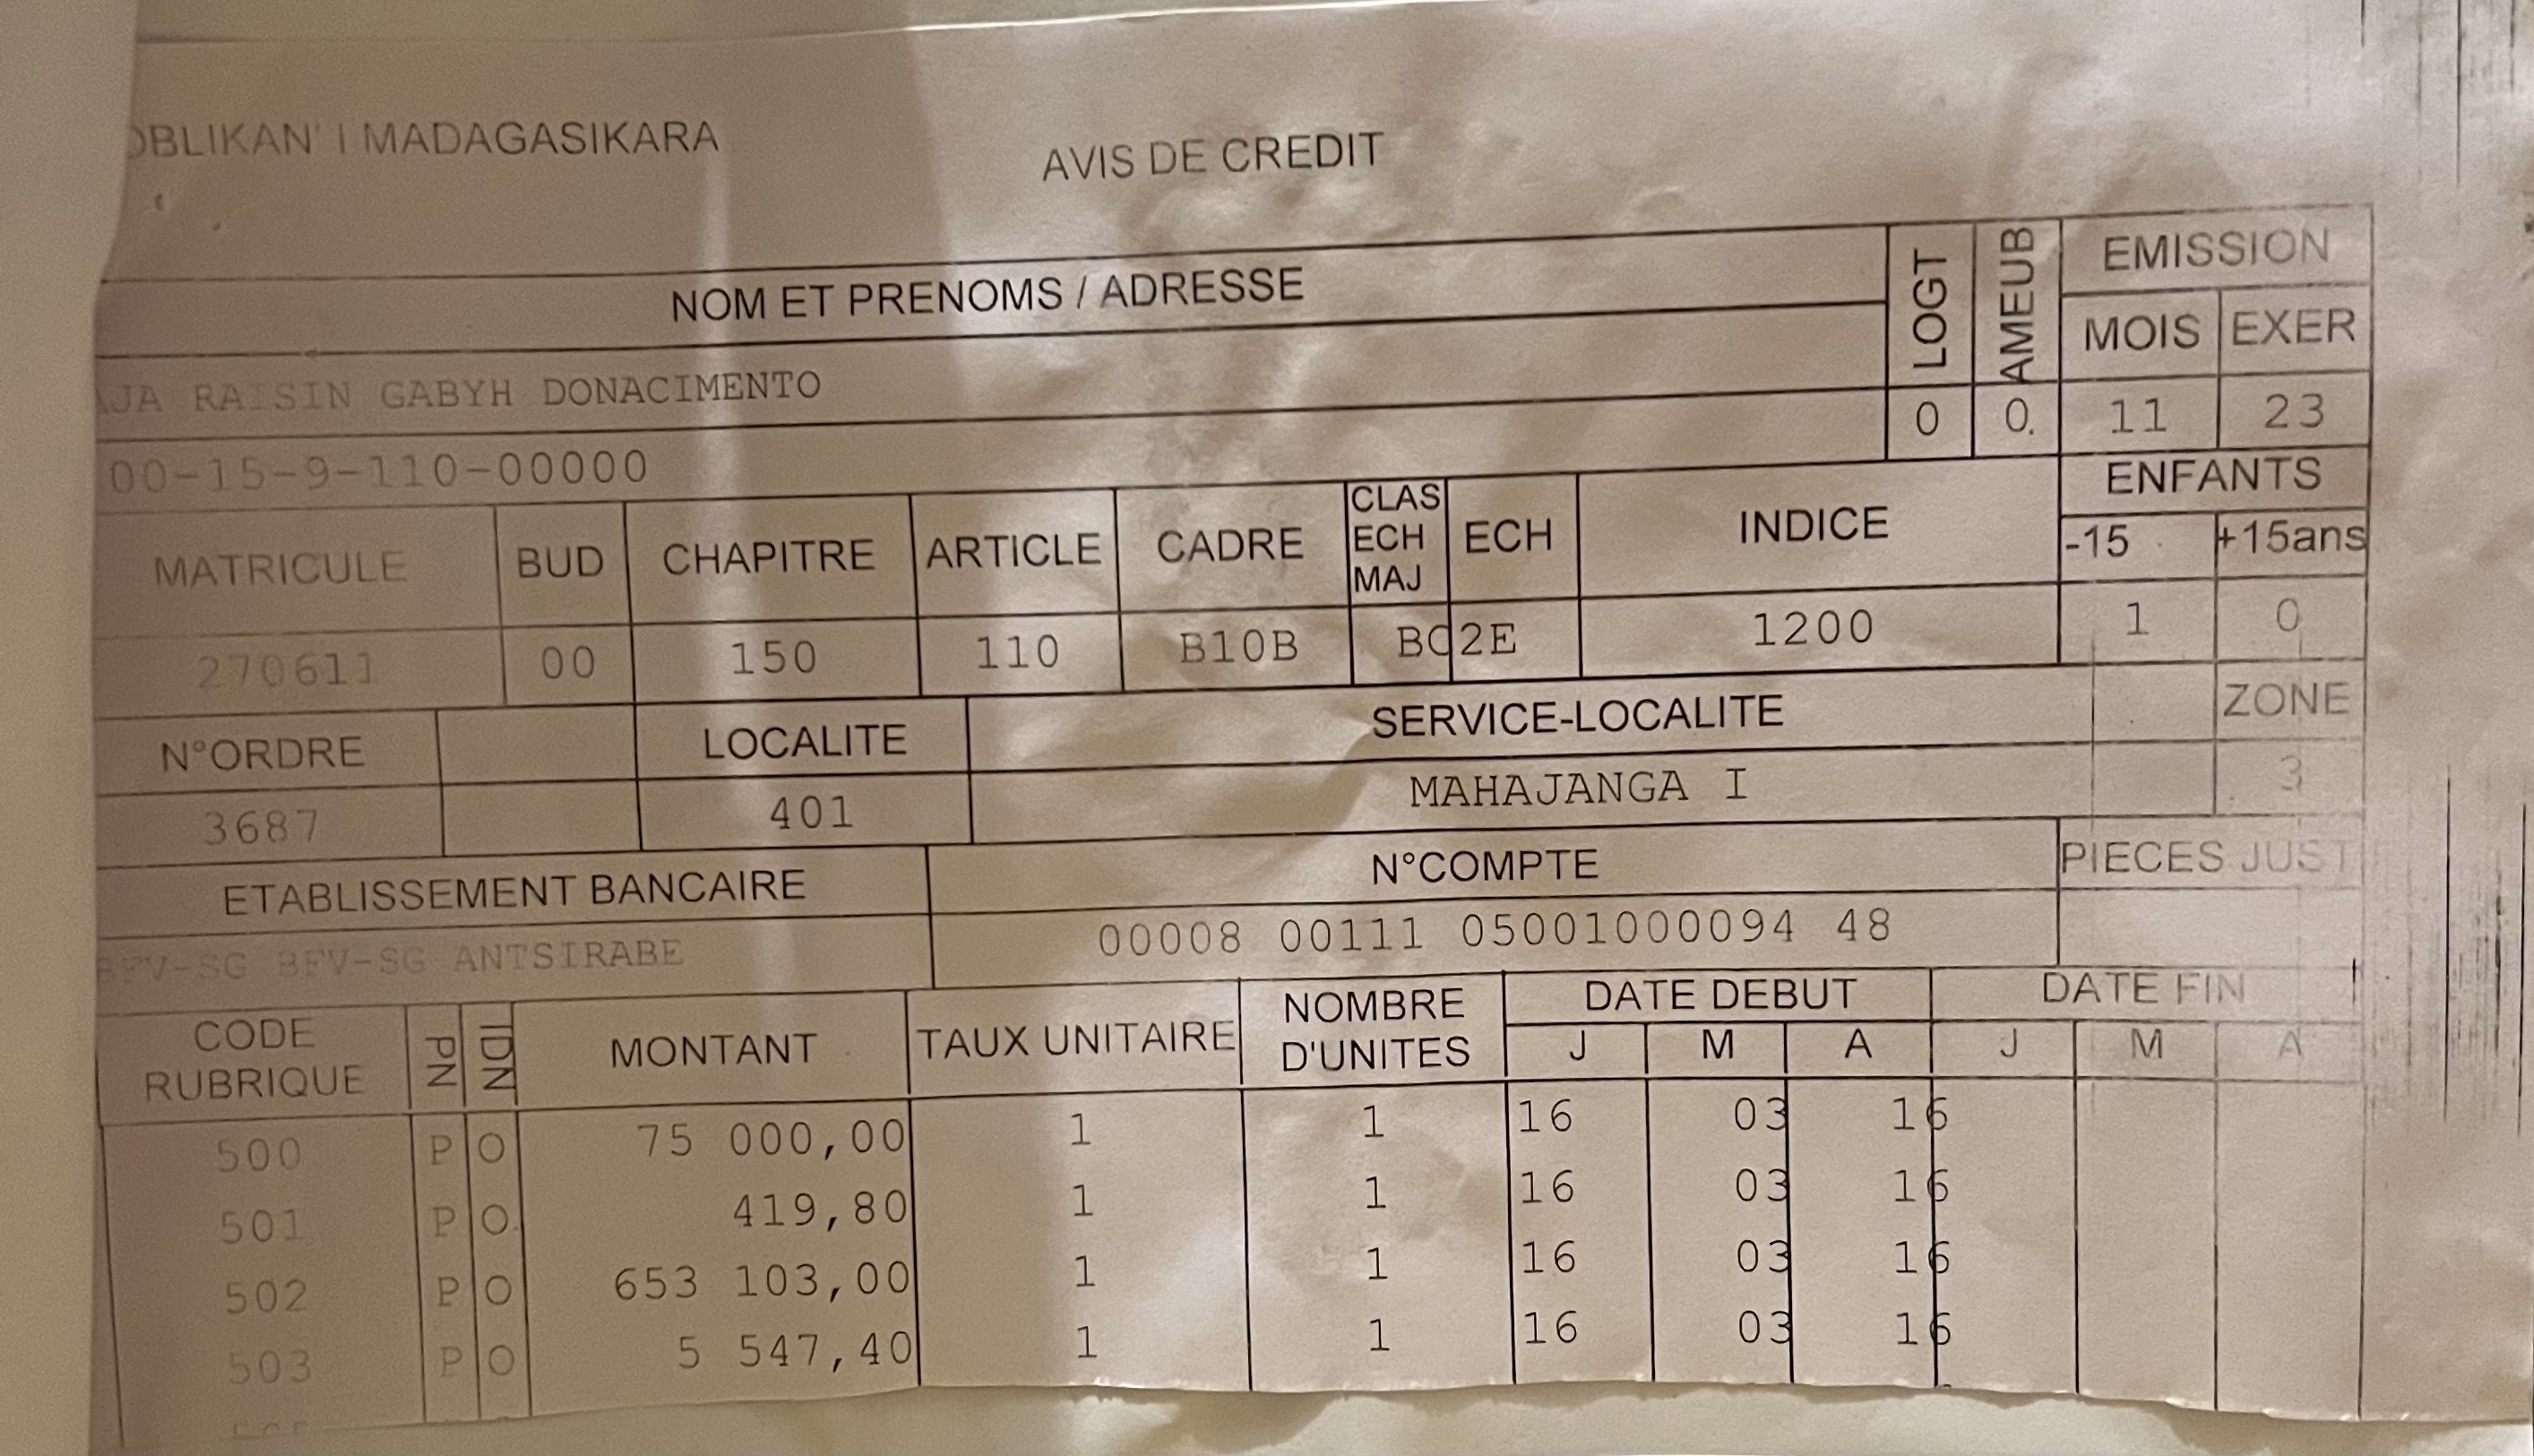 OBLIKAN' I MADAGASIKARA
AVIS DE CREDIT
NOM ET PRENOMS / ADRESSE LOGT AMEUB EMISSION
MOIS EXER
AJA RAISIN GABYH DONACIMENTO 0 0. 11 23
00-15-9-110-00000 ENFANTS
MATRICULE BUD CHAPITRE ARTICLE CADRE CLAS ECH MAJ ECH INDICE -15 +15ans
270611 00 150 110 B10B BC 2E 1200 1 0
N°ORDRE LOCALITE SERVICE-LOCALITE ZONE
3687 401 MAHAJANGA I 3
ETABLISSEMENT BANCAIRE N°COMPTE PIECES JUST
BFV-SG BFV-SG ANTSIRABE 00008 00111 05001000094 48
CODE RUBRIQUE PN IDN MONTANT TAUX UNITAIRE NOMBRE D'UNITES DATE DEBUT DATE FIN
J M A J M A
500 P O 75 000,00 1 1 16 03 16
501 P O 419,80 1 1 16 03 16
502 P O 653 103,00 1 1 16 03 16
503 P O 5 547,40 1 1 16 03 16